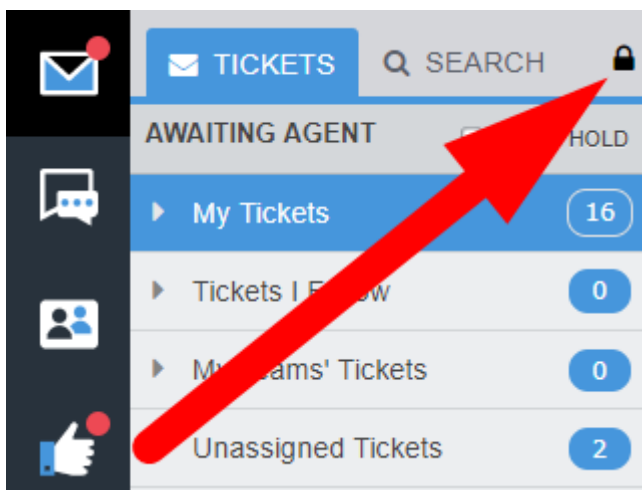 TICKETS SEARCH
AWAITING AGENT HOLD
My Tickets 16
Tickets I 0
Tickets 0
Unassigned Tickets 2